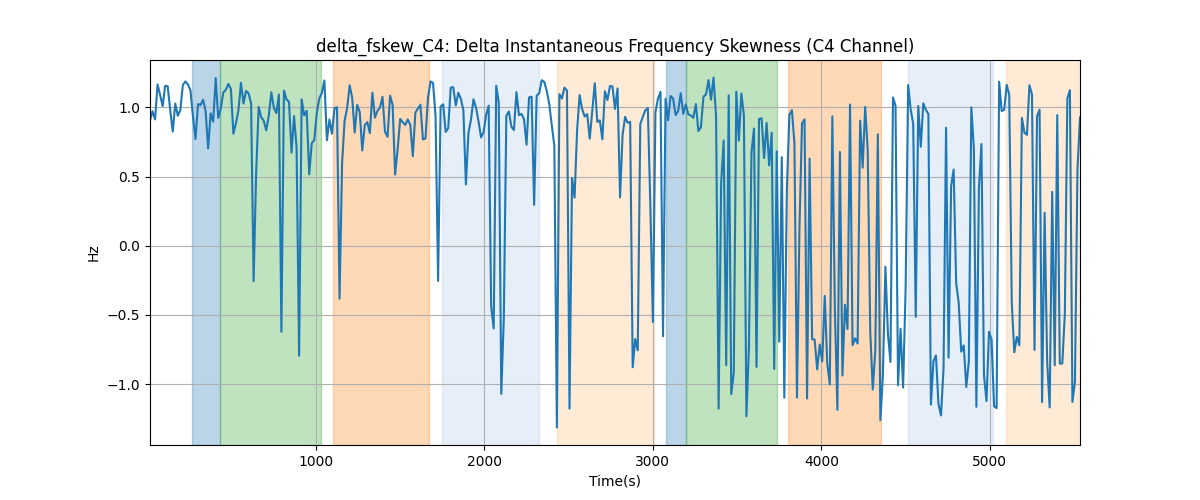 delta_fskew_C4: Delta Instantaneous Frequency Skewness (C4 Channel)
1.0
0.5
0.0
−0.5
−1.0
Hz
1000 2000 3000 4000 5000
Time(s)